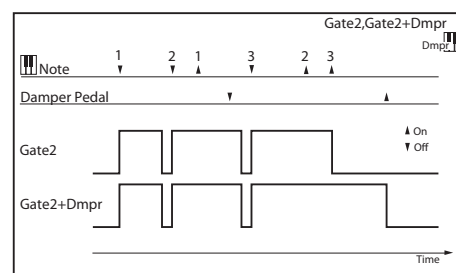 Gate2,Gate2+Dmpr
Dmpr
1 2 1 3 2 3
Note
Damper Pedal
On
Off
Gate2
Gate2+Dmpr
Time